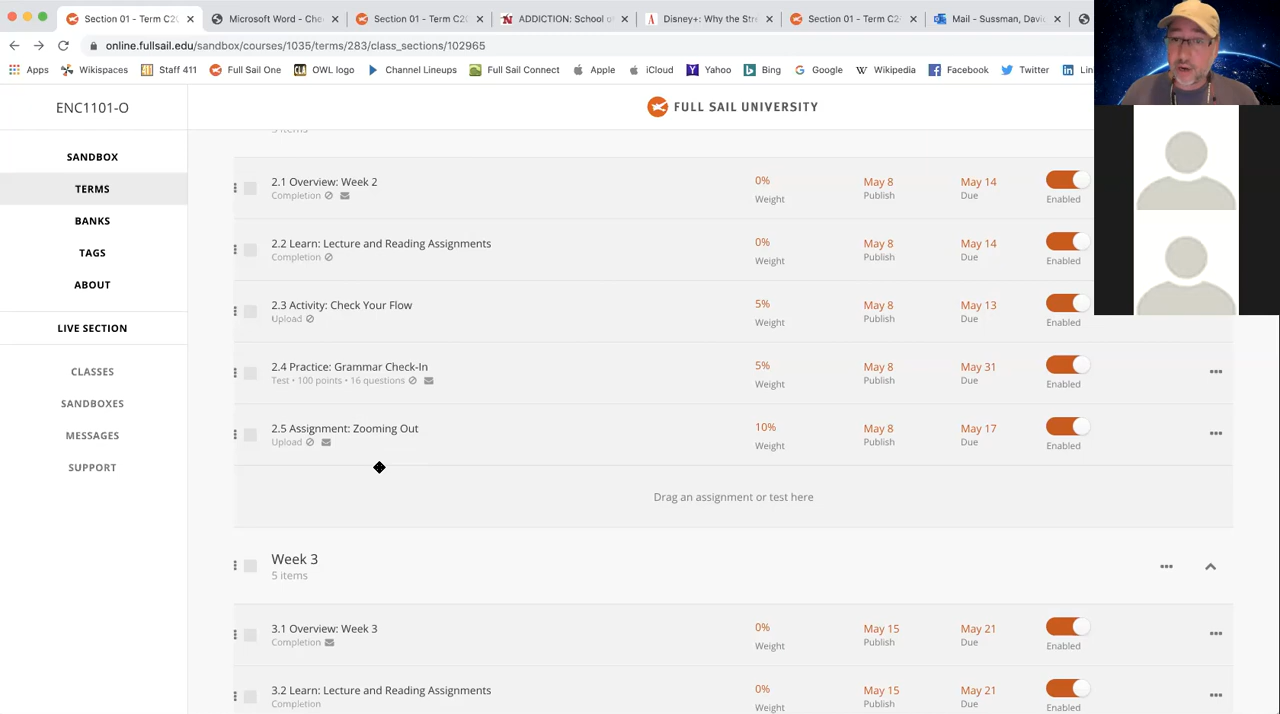 Section 01 - Term C20
Microsoft Word - Che
Section 01 - Term C2
ADDICTION: School of
Disney+: Why the Str
Section 01 - Term C2
Mail - Sussman, David
online.fullsail.edu/sandbox/courses/1035/terms/283/class_sections/102965
Apps
Wikispaces
Staff 411
Full Sail One
OWL logo
Channel Lineups
Full Sail Connect
Apple
iCloud
Yahoo
Bing
Google
Wikipedia
Facebook
Twitter
Lin
ENC1101-O
FULL SAIL UNIVERSITY
SANDBOX
TERMS
BANKS
TAGS
ABOUT
LIVE SECTION
CLASSES
SANDBOXES
MESSAGES
SUPPORT
5 items
2.1 Overview: Week 2
Completion
0%
Weight
May 8
Publish
May 14
Due
Enabled
2.2 Learn: Lecture and Reading Assignments
Completion
0%
Weight
May 8
Publish
May 14
Due
Enabled
2.3 Activity: Check Your Flow
Upload
5%
Weight
May 8
Publish
May 13
Due
Enabled
2.4 Practice: Grammar Check-In
Test • 100 points • 16 questions
5%
Weight
May 8
Publish
May 31
Due
Enabled
2.5 Assignment: Zooming Out
Upload
10%
Weight
May 8
Publish
May 17
Due
Enabled
Drag an assignment or test here
Week 3
5 items
3.1 Overview: Week 3
Completion
0%
Weight
May 15
Publish
May 21
Due
Enabled
3.2 Learn: Lecture and Reading Assignments
Completion
0%
Weight
May 15
Publish
May 21
Due
Enabled